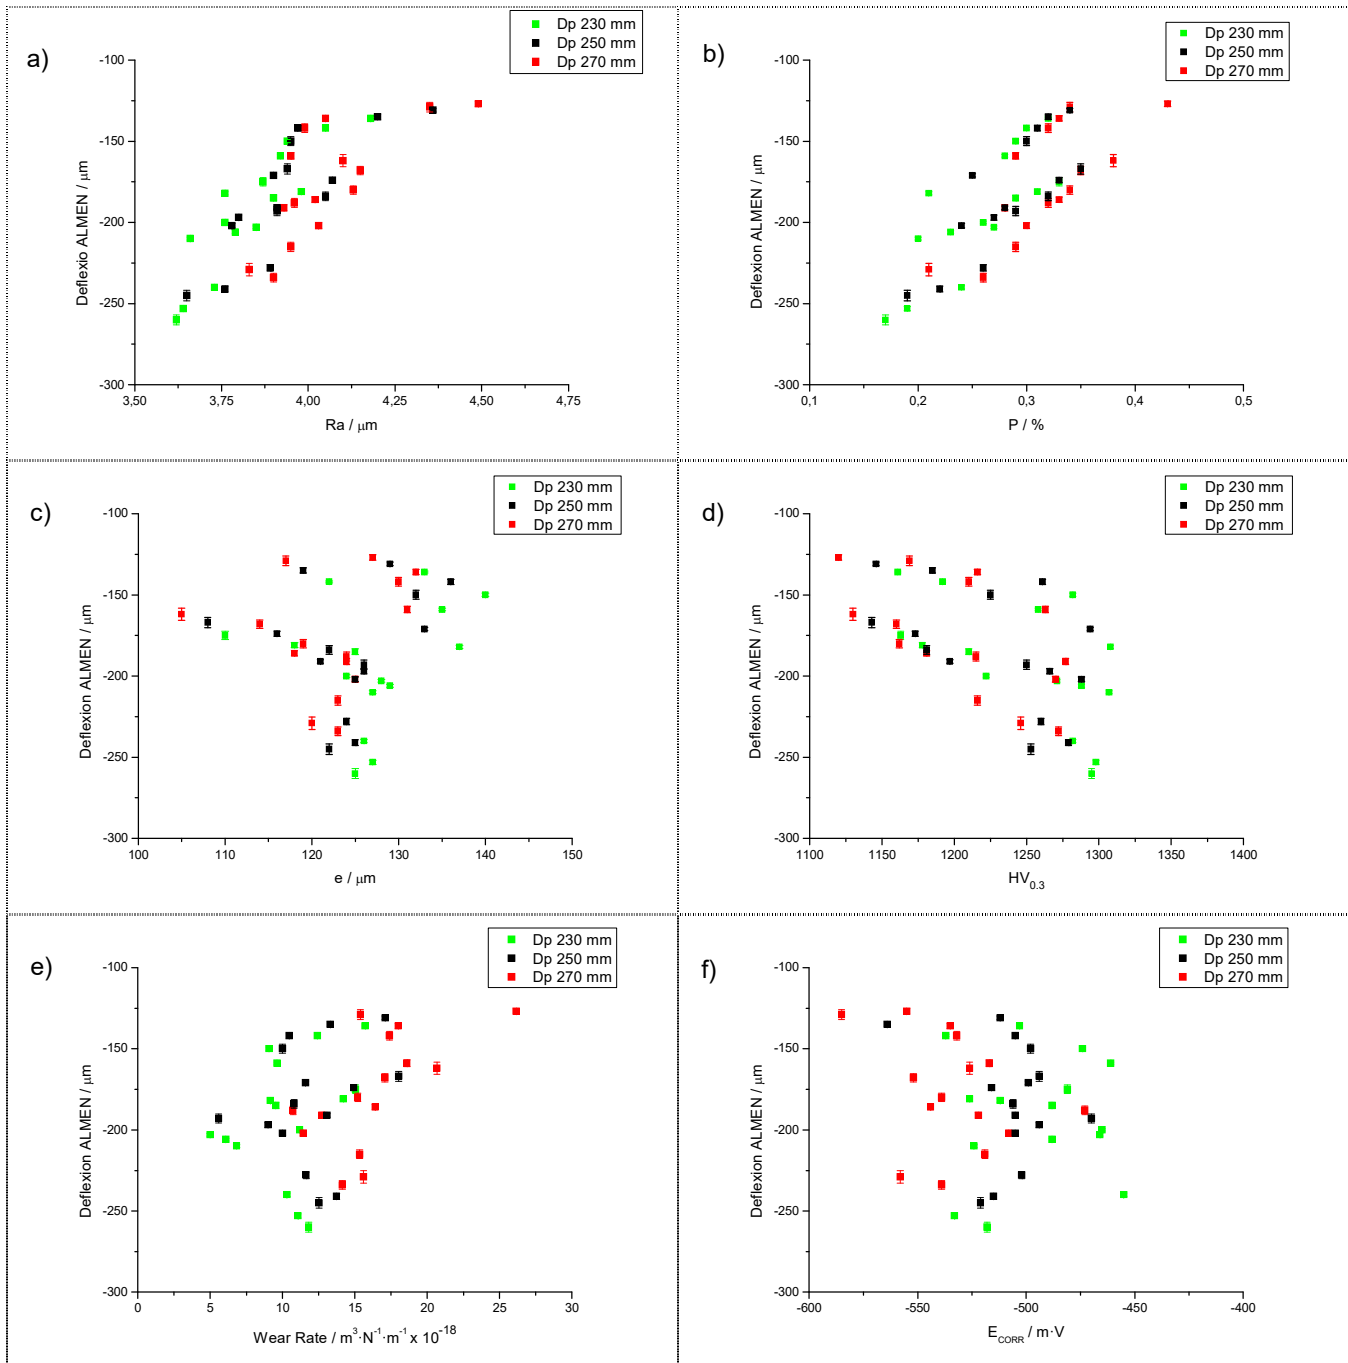 a)
Dp 230 mm
Dp 250 mm
Dp 270 mm
-100
-150
-200
-250
-300
3,50
3,75
4,00
4,25
4,50
4,75
Deflexio ALMEN / μm
Ra / μm
b)
Dp 230 mm
Dp 250 mm
Dp 270 mm
-100
-150
-200
-250
-300
0,1
0,2
0,3
0,4
0,5
Deflexion ALMEN / μm
P / %
c)
Dp 230 mm
Dp 250 mm
Dp 270 mm
-100
-150
-200
-250
-300
100
110
120
130
140
150
Deflexion ALMEN / μm
e / μm
d)
Dp 230 mm
Dp 250 mm
Dp 270 mm
-100
-150
-200
-250
-300
1100
1150
1200
1250
1300
1350
1400
Deflexion ALMEN / μm
HV0.3
e)
Dp 230 mm
Dp 250 mm
Dp 270 mm
-100
-150
-200
-250
-300
0
5
10
15
20
25
30
Deflexion ALMEN / μm
Wear Rate / m³·N⁻¹·m⁻¹ x 10⁻¹⁸
f)
Dp 230 mm
Dp 250 mm
Dp 270 mm
-100
-150
-200
-250
-300
-600
-550
-500
-450
-400
Deflexion ALMEN / μm
ECORR / m·V